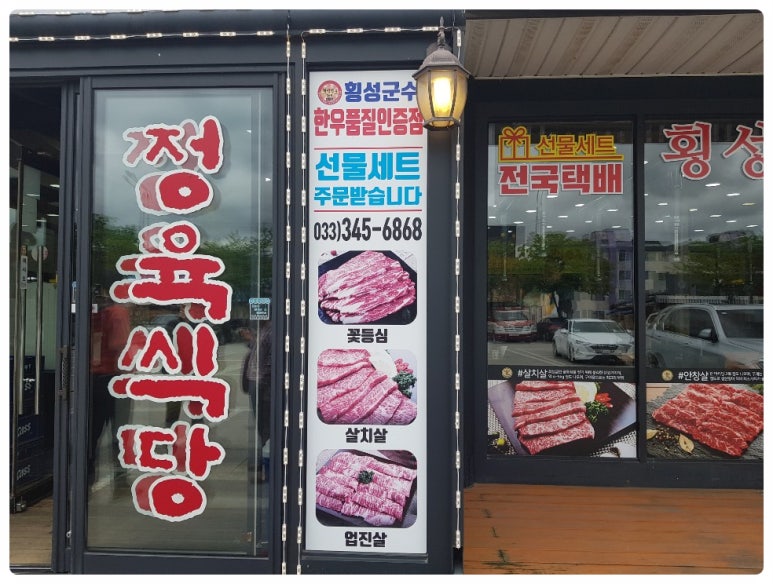 정육식당
횡성군수
한우품질인증점
선물세트
주문받습니다
033)345-6868
꽃등심
살치살
업진살
선물세트
전국택배
횡성
#살치살
#안창살
Cass
Cass